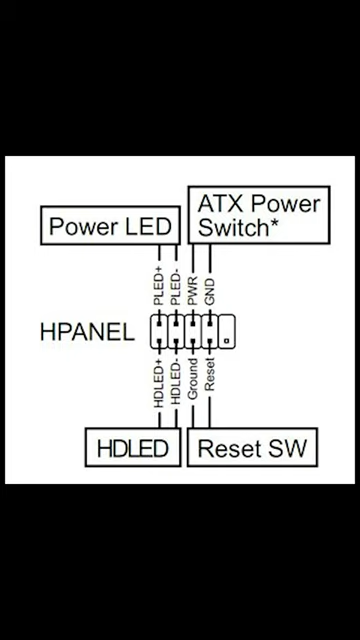 ATX Power
Switch*
Power LED
PLED+
PLED-
PWR
GND
HPANEL
HDLED+
HDLED-
Ground
Reset
HDLED
Reset SW